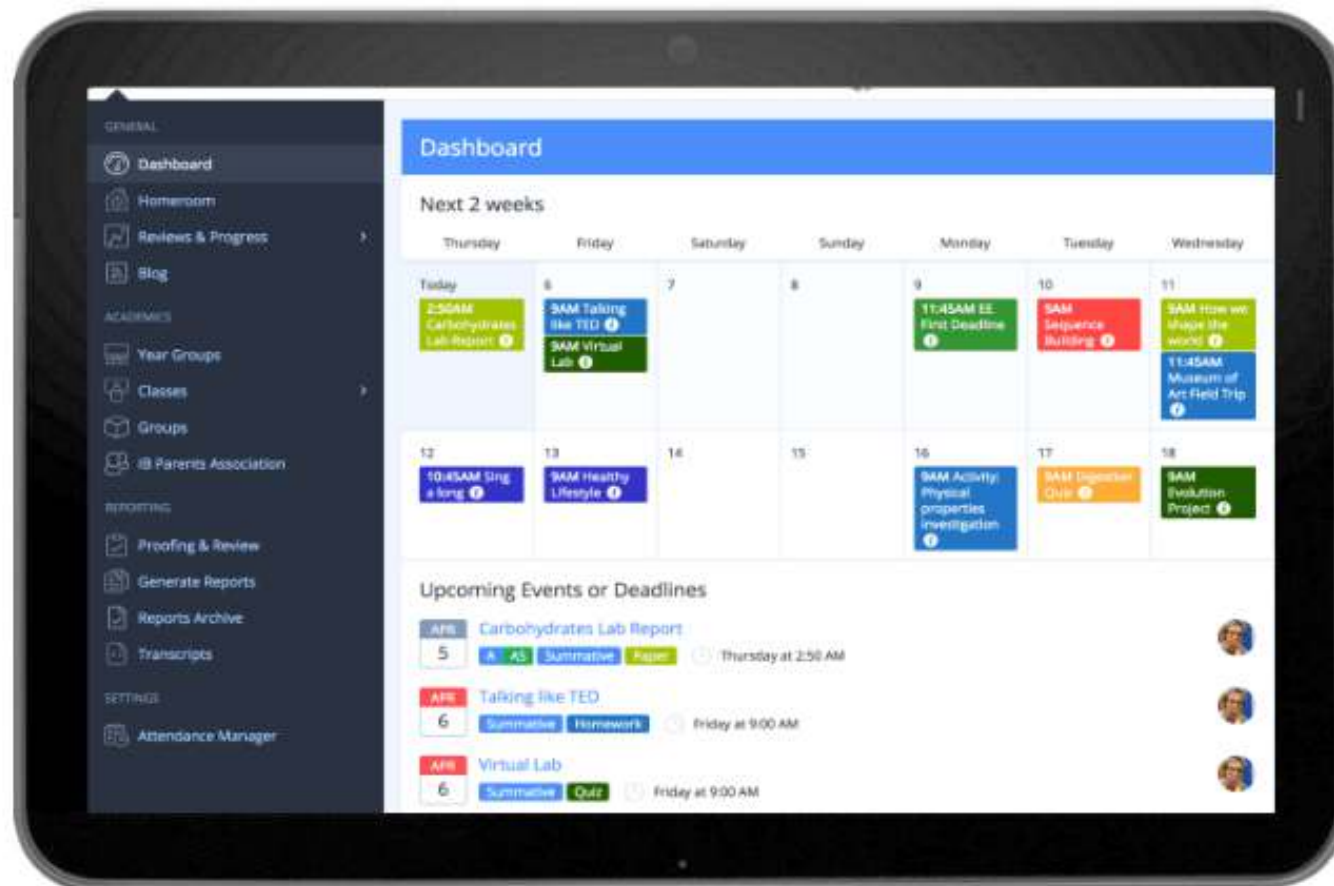 GENERAL
Dashboard
Homeroom
Reviews & Progress
Blog
ACADEMICS
Year Groups
Classes
Groups
IB Parents Association
REPORTING
Proofing & Review
Generate Reports
Reports Archive
Transcripts
SETTINGS
Attendance Manager
Dashboard
Next 2 weeks
Thursday Friday Saturday Sunday Monday Tuesday Wednesday
Today 6 7 8 9 10 11
2:50AM
Carbohydrates
Lab Report
9AM Talking
like TED
9AM Virtual
Lab
11:45AM EE
First Deadline
9AM
Sequence
Building
9AM How we
shape the
world
11:45AM
Museum of
Art Field Trip
12 13 14 15 16 17 18
10:45AM Sing
a long
9AM Healthy
Lifestyle
9AM Activity:
Physical
properties
investigation
9AM Digestion
Quiz
9AM
Evolution
Project
Upcoming Events or Deadlines
APR
5
Carbohydrates Lab Report
A AS Summative Paper Thursday at 2:50 AM
APR
6
Talking like TED
Summative Homework Friday at 9:00 AM
APR
6
Virtual Lab
Summative Quiz Friday at 9:00 AM